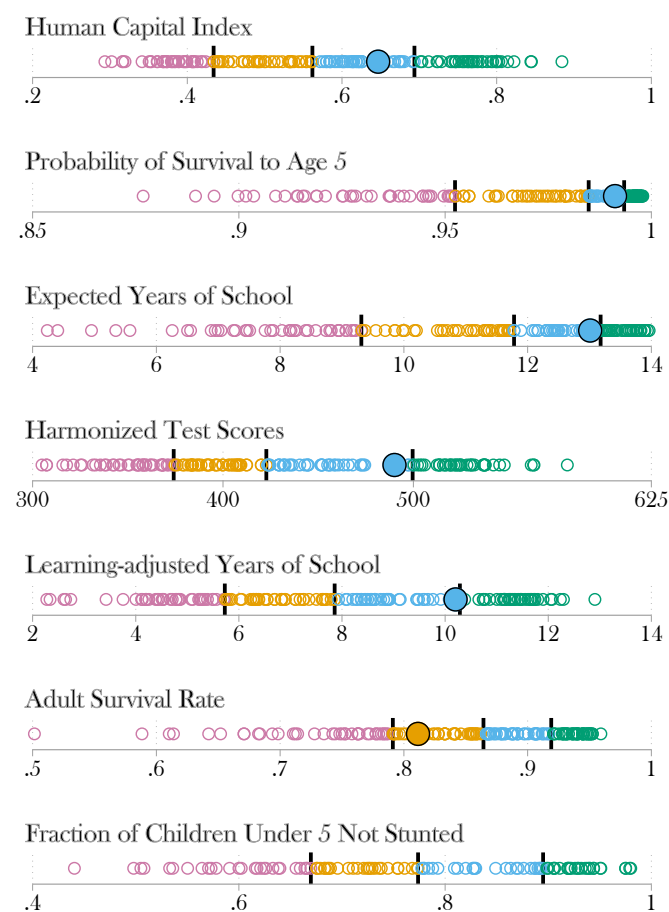 Human Capital Index
.2 .4 .6 .8 1
Probability of Survival to Age 5
.85 .9 .95 1
Expected Years of School
4 6 8 10 12 14
Harmonized Test Scores
300 400 500 625
Learning-adjusted Years of School
2 4 6 8 10 12 14
Adult Survival Rate
.5 .6 .7 .8 .9 1
Fraction of Children Under 5 Not Stunted
.4 .6 .8 1